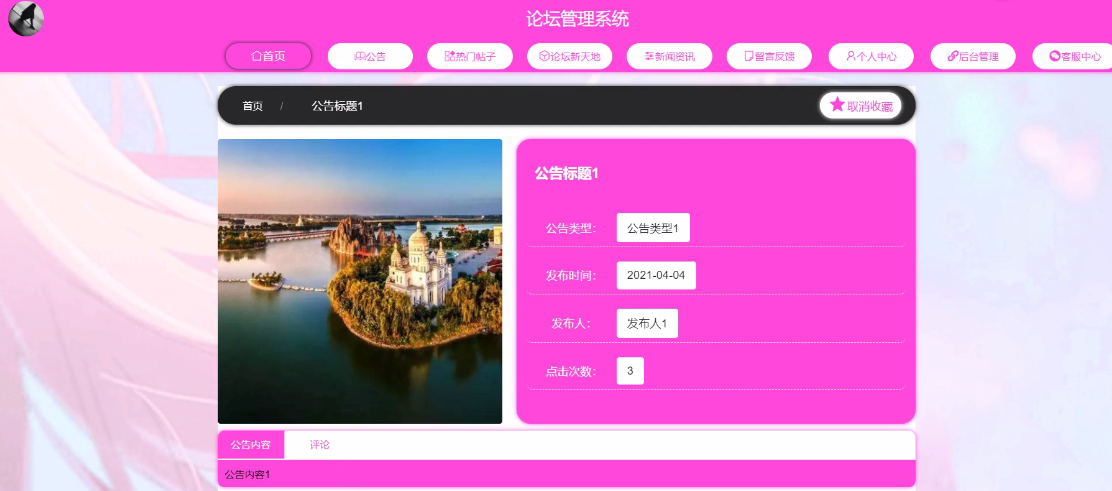 论坛管理系统
首页 公告 热门帖子 论坛新天地 新闻资讯 留言反馈 个人中心 后台管理 客服中心
首页 / 公告标题1 取消收藏
公告标题1
公告类型： 公告类型1
发布时间： 2021-04-04
发布人： 发布人1
点击次数： 3
公告内容 评论
公告内容1